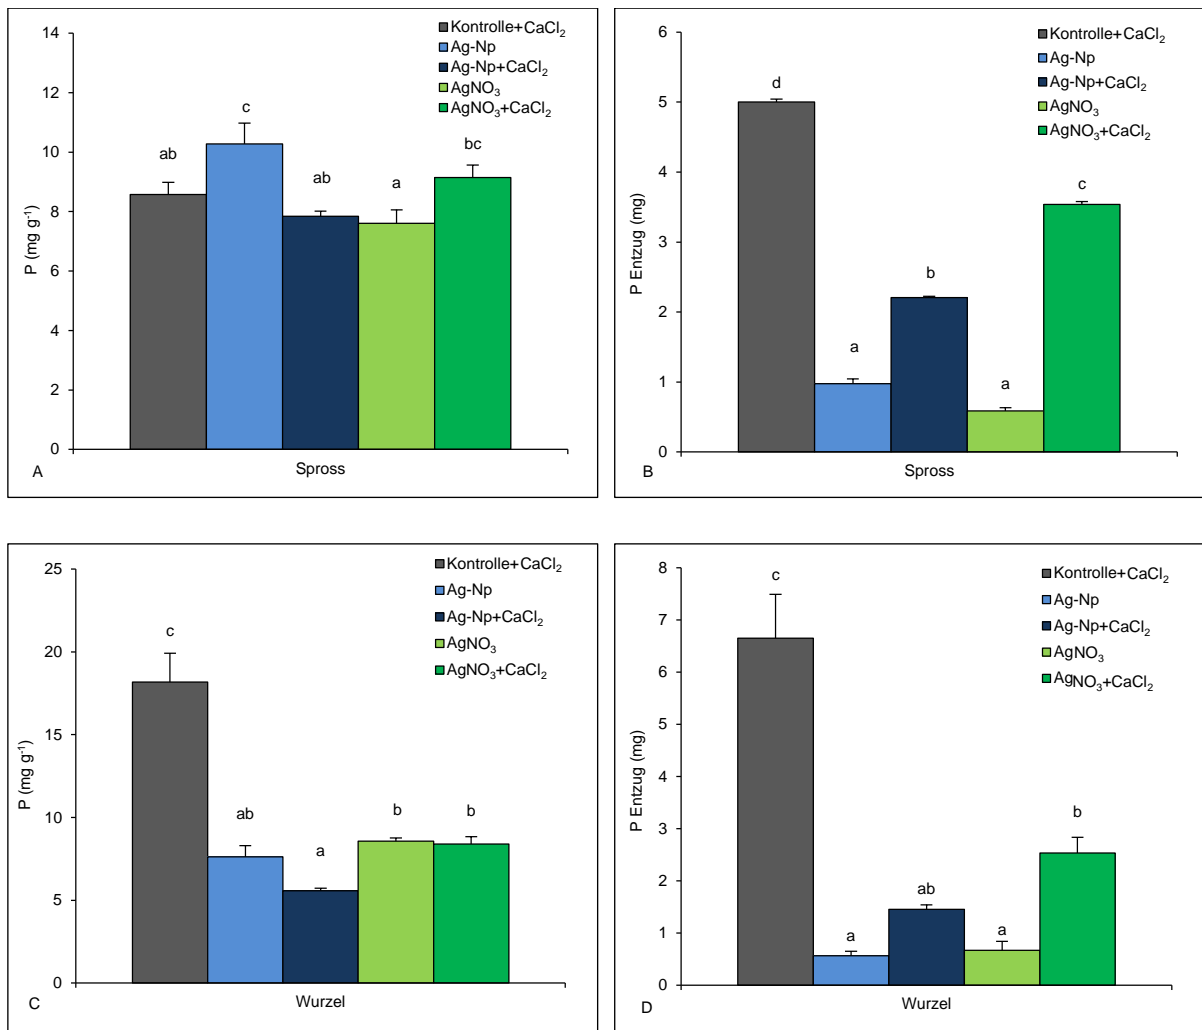 P (mg g-1)
14
12
10
8
6
4
2
0
ab
c
ab
a
bc
Kontrolle+CaCl2
Ag-Np
Ag-Np+CaCl2
AgNO3
AgNO3+CaCl2
Spross
A
P Entzug (mg)
6
5
4
3
2
1
0
d
a
b
a
c
Kontrolle+CaCl2
Ag-Np
Ag-Np+CaCl2
AgNO3
AgNO3+CaCl2
Spross
B
P (mg g-1)
25
20
15
10
5
0
c
ab
a
b
b
Kontrolle+CaCl2
Ag-Np
Ag-Np+CaCl2
AgNO3
AgNO3+CaCl2
Wurzel
C
P Entzug (mg)
8
7
6
5
4
3
2
1
0
c
a
ab
a
b
Kontrolle+CaCl2
Ag-Np
Ag-Np+CaCl2
AgNO3
AgNO3+CaCl2
Wurzel
D